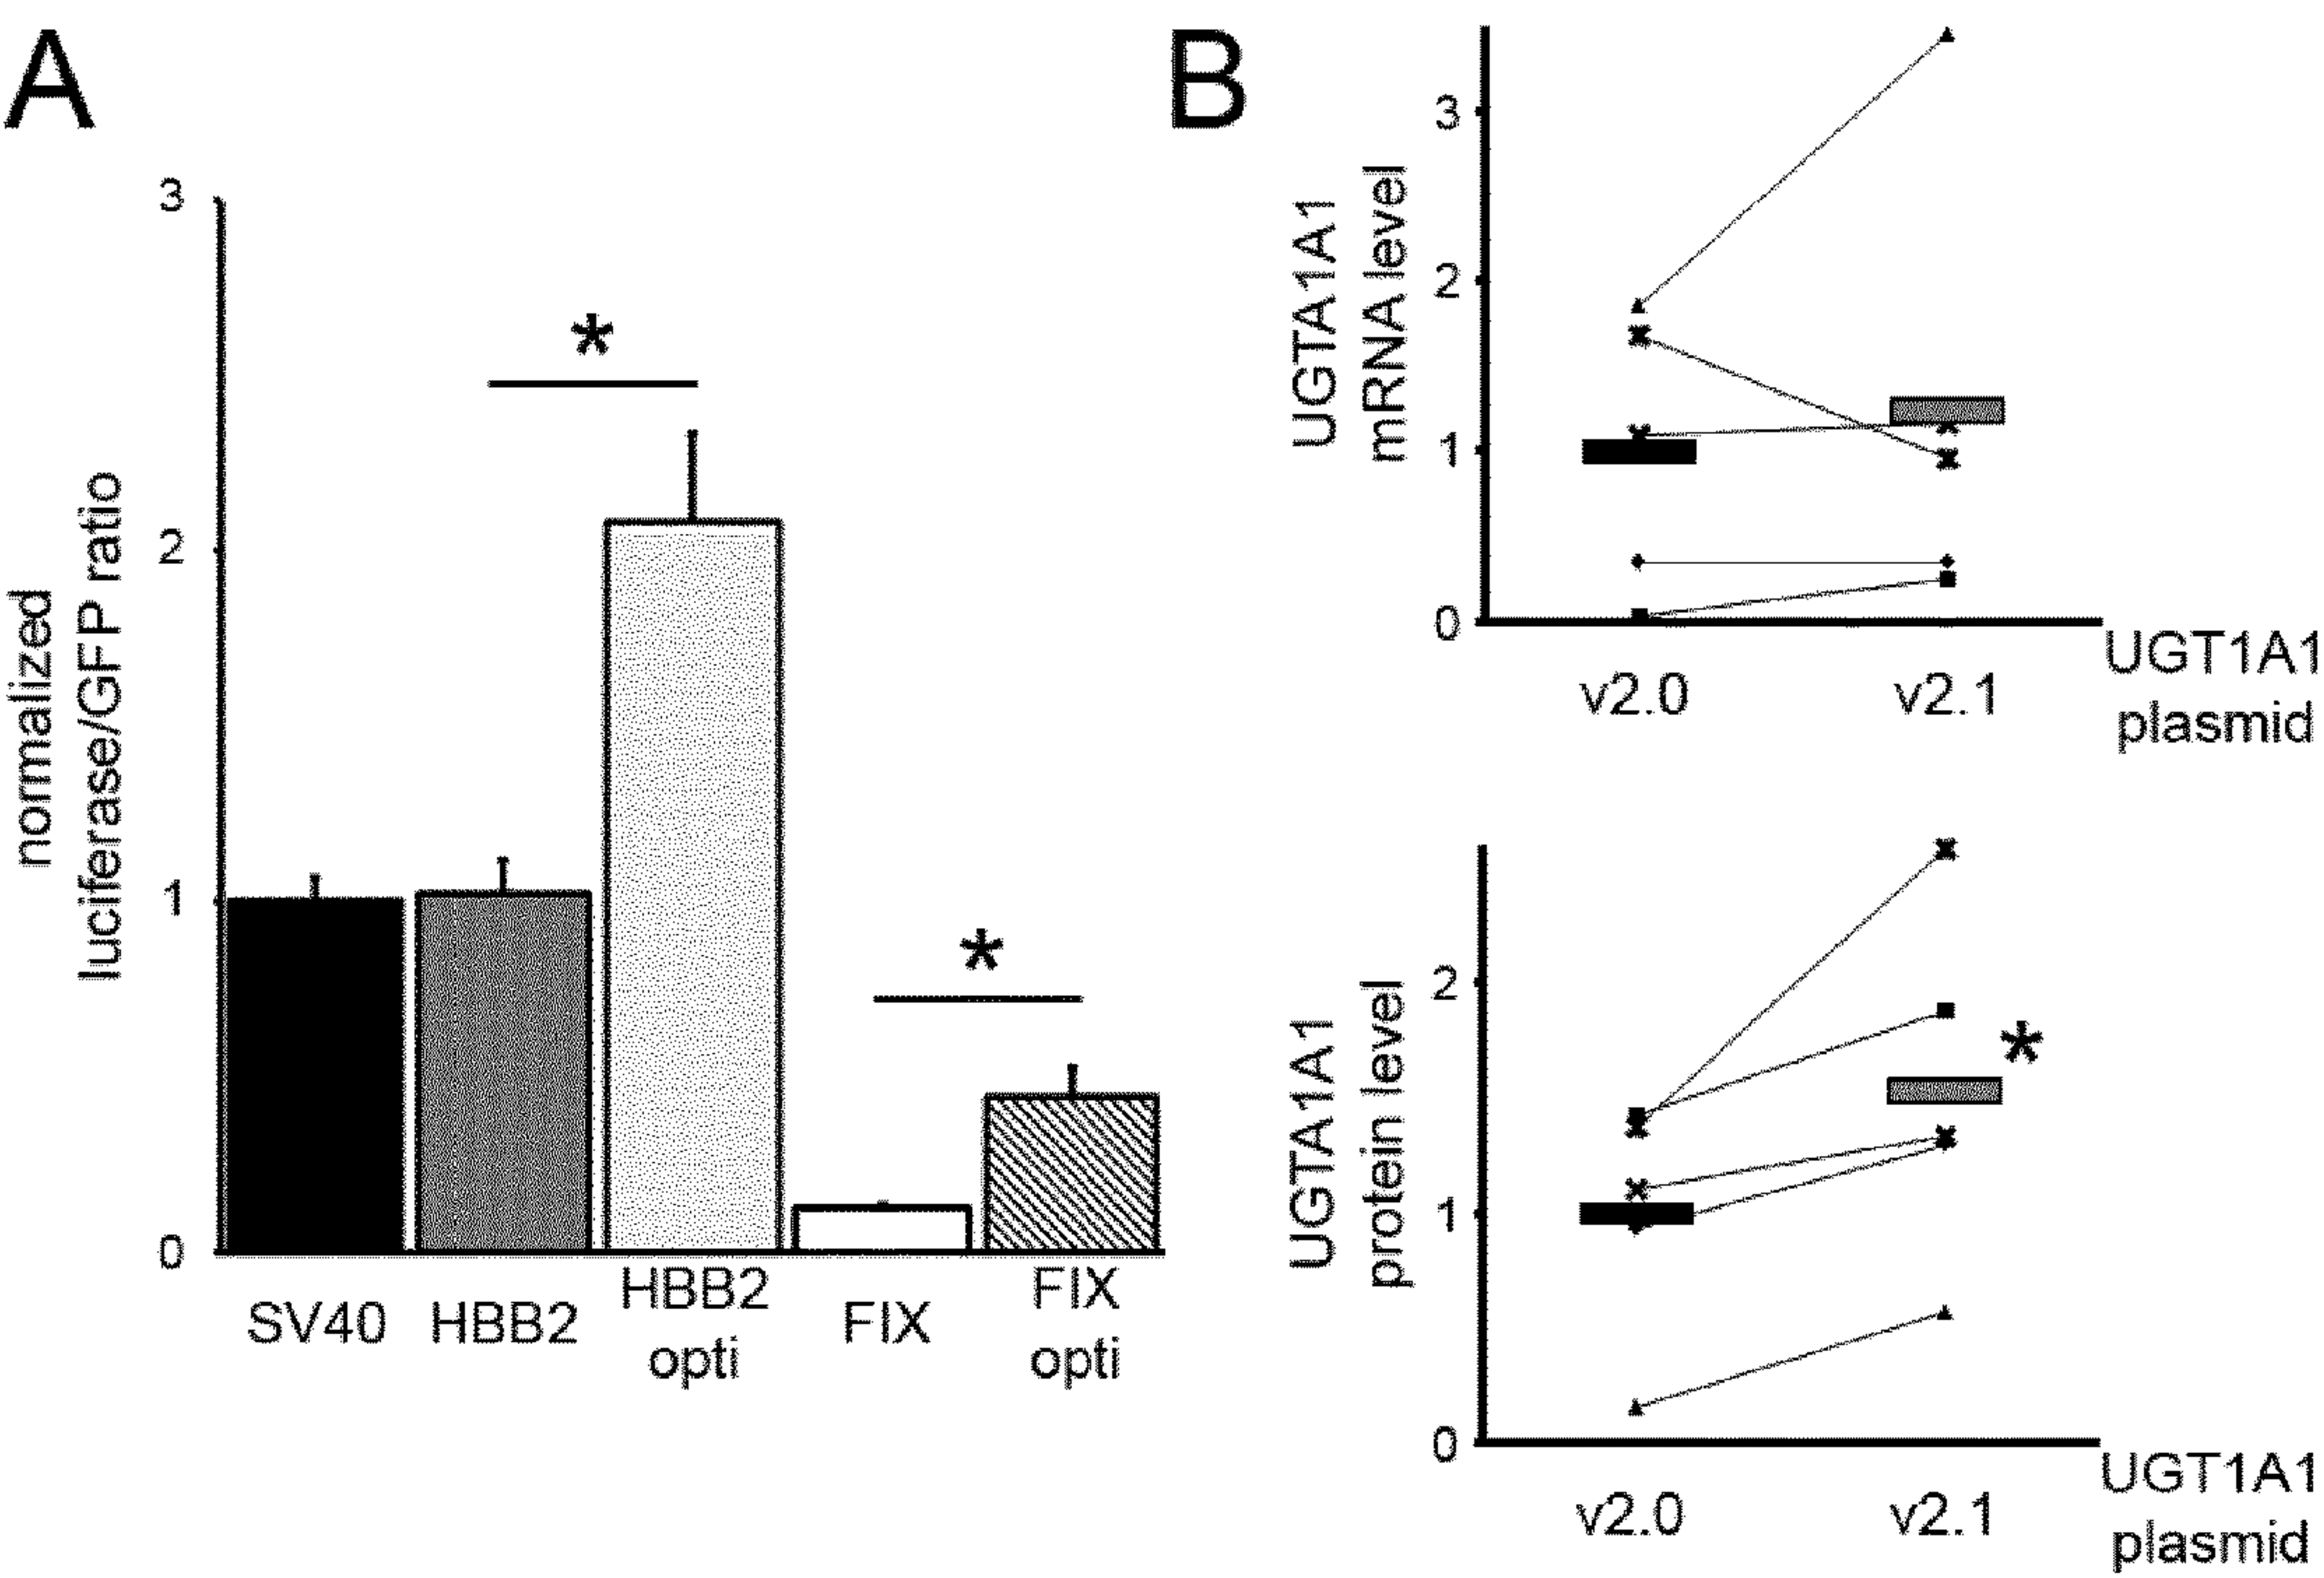 A
normalized
luciferase/GFP ratio
3
2
1
0
*
*
SV40
HBB2
HBB2
opti
FIX
FIX
opti
B
UGTA1A1
mRNA level
3
2
1
0
v2.0
v2.1
UGT1A1
plasmid
UGTA1A1
protein level
2
1
0
*
v2.0
v2.1
UGT1A1
plasmid